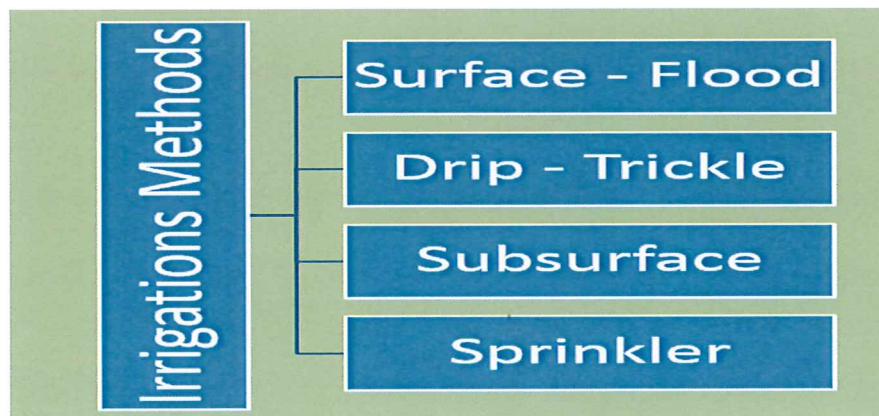 Irrigations Methods
Surface - Flood
Drip - Trickle
Subsurface
Sprinkler